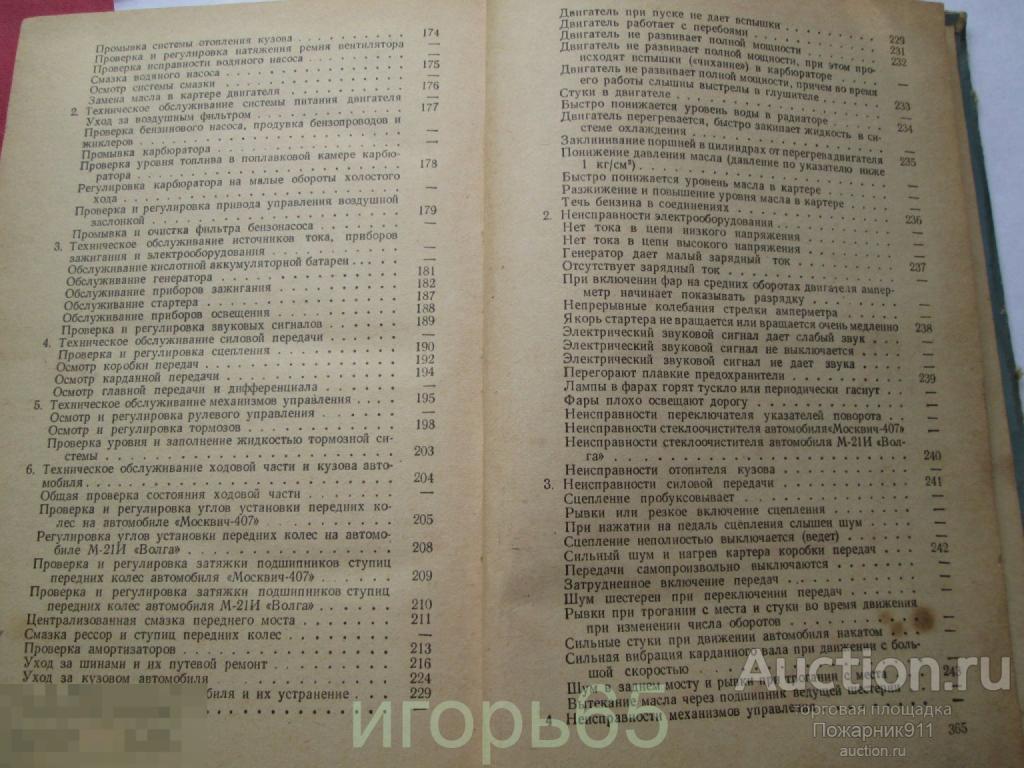 Промывка системы отопления кузова 174
Проверка и регулировка натяжения ремня вентилятора —
Проверка исправности водяного насоса 175
Смазка водяного насоса —
Осмотр системы смазки 176
Замена масла в картере двигателя —
2. Техническое обслуживание системы питания двигателя 177
Уход за воздушным фильтром —
Проверка бензинового насоса, продувка бензопроводов и
жиклеров —
Промывка карбюратора —
Проверка уровня топлива в поплавковой камере карбю-
ратора 178
Регулировка карбюратора на малые обороты холостого
хода —
Проверка и регулировка привода управления воздушной
заслонкой 179
Промывка и очистка фильтра бензонасоса —
3. Техническое обслуживание источников тока, приборов
зажигания и электрооборудования —
Обслуживание кислотной аккумуляторной батареи —
Обслуживание генератора 181
Обслуживание приборов зажигания 182
Обслуживание стартера 187
Обслуживание приборов освещения 188
Проверка и регулировка звуковых сигналов 189
4. Техническое обслуживание силовой передачи —
Проверка и регулировка сцепления 190
Осмотр коробки передач 192
Осмотр карданной передачи 194
Осмотр главной передачи и дифференциала —
5. Техническое обслуживание механизмов управления 195
Осмотр и регулировка рулевого управления —
Осмотр и регулировка тормозов 198
Проверка уровня и заполнение жидкостью тормозной си-
стемы 203
6. Техническое обслуживание ходовой части и кузова авто-
мобиля 204
Общая проверка состояния ходовой части —
Проверка и регулировка углов установки передних ко-
лес на автомобиле «Москвич-407» 205
Регулировка углов установки передних колес на автомо-
биле М-21И «Волга» 208
Проверка и регулировка затяжки подшипников ступиц
передних колес автомобиля «Москвич-407» 209
Проверка и регулировка затяжки подшипников ступиц
передних колес автомобиля М-21И «Волга» 210
Централизованная смазка переднего моста 211
Смазка рессор и ступиц передних колес —
Проверка амортизаторов 213
Уход за шинами и их путевой ремонт 216
Уход за кузовом автомобиля 224
биля и их устранение 229
—
Двигатель при пуске не дает вспышки 229
Двигатель работает с перебоями 231
Двигатель не развивает полной мощности 232
Двигатель не развивает полной мощности, при этом про-
исходят вспышки («чихание») в карбюраторе —
Двигатель не развивает полной мощности, причем во время
его работы слышны выстрелы в глушителе 233
Стуки в двигателе —
Быстро понижается уровень воды в радиаторе 234
Двигатель перегревается, быстро закипает жидкость в си-
стеме охлаждения —
Заклинивание поршней в цилиндрах от перегрева двигателя 235
Понижение давления масла (давление по указателю ниже
1 кг/см²) —
Быстро понижается уровень масла в картере —
Разжижение и повышение уровня масла в картере —
Течь бензина в соединениях 236
2. Неисправности электрооборудования —
Нет тока в цепи низкого напряжения —
Нет тока в цепи высокого напряжения —
Генератор дает малый зарядный ток 237
Отсутствует зарядный ток —
При включении фар на средних оборотах двигателя ампер-
метр начинает показывать разрядку —
Непрерывные колебания стрелки амперметра —
Якорь стартера не вращается или вращается очень медленно 238
Электрический звуковой сигнал дает слабый звук —
Электрический звуковой сигнал не выключается —
Электрический звуковой сигнал не дает звука —
Перегорают плавкие предохранители 239
Лампы в фарах горят тускло или периодически гаснут —
Фары плохо освещают дорогу —
Неисправности переключателя указателей поворота —
Неисправности стеклоочистителя автомобиля «Москвич-407» —
Неисправности стеклоочистителя автомобиля М-21И «Вол-
га» 240
Неисправности отопителя кузова —
3. Неисправности силовой передачи 241
Сцепление пробуксовывает —
Рывки или резкое включение сцепления —
При нажатии на педаль сцепления слышен шум —
Сцепление неполностью выключается (ведет) —
Сильный шум и нагрев картера коробки передач 242
Передачи самопроизвольно выключаются —
Затрудненное включение передач —
Шум шестерен при переключении передач —
Рывки при трогании с места и стуки во время движения
при изменении числа оборотов —
Сильные стуки при движении автомобиля накатом —
Сильная вибрация карданного вала при движении с боль-
шой скоростью 243
Шум в заднем мосту и рывки при трогании с места
Вытекание масла через подшипник ведущей шестерни
4. Неисправности механизмов управления
365
игорь65
Auction.ru
торговая площадка
Пожарник911
auction.ru